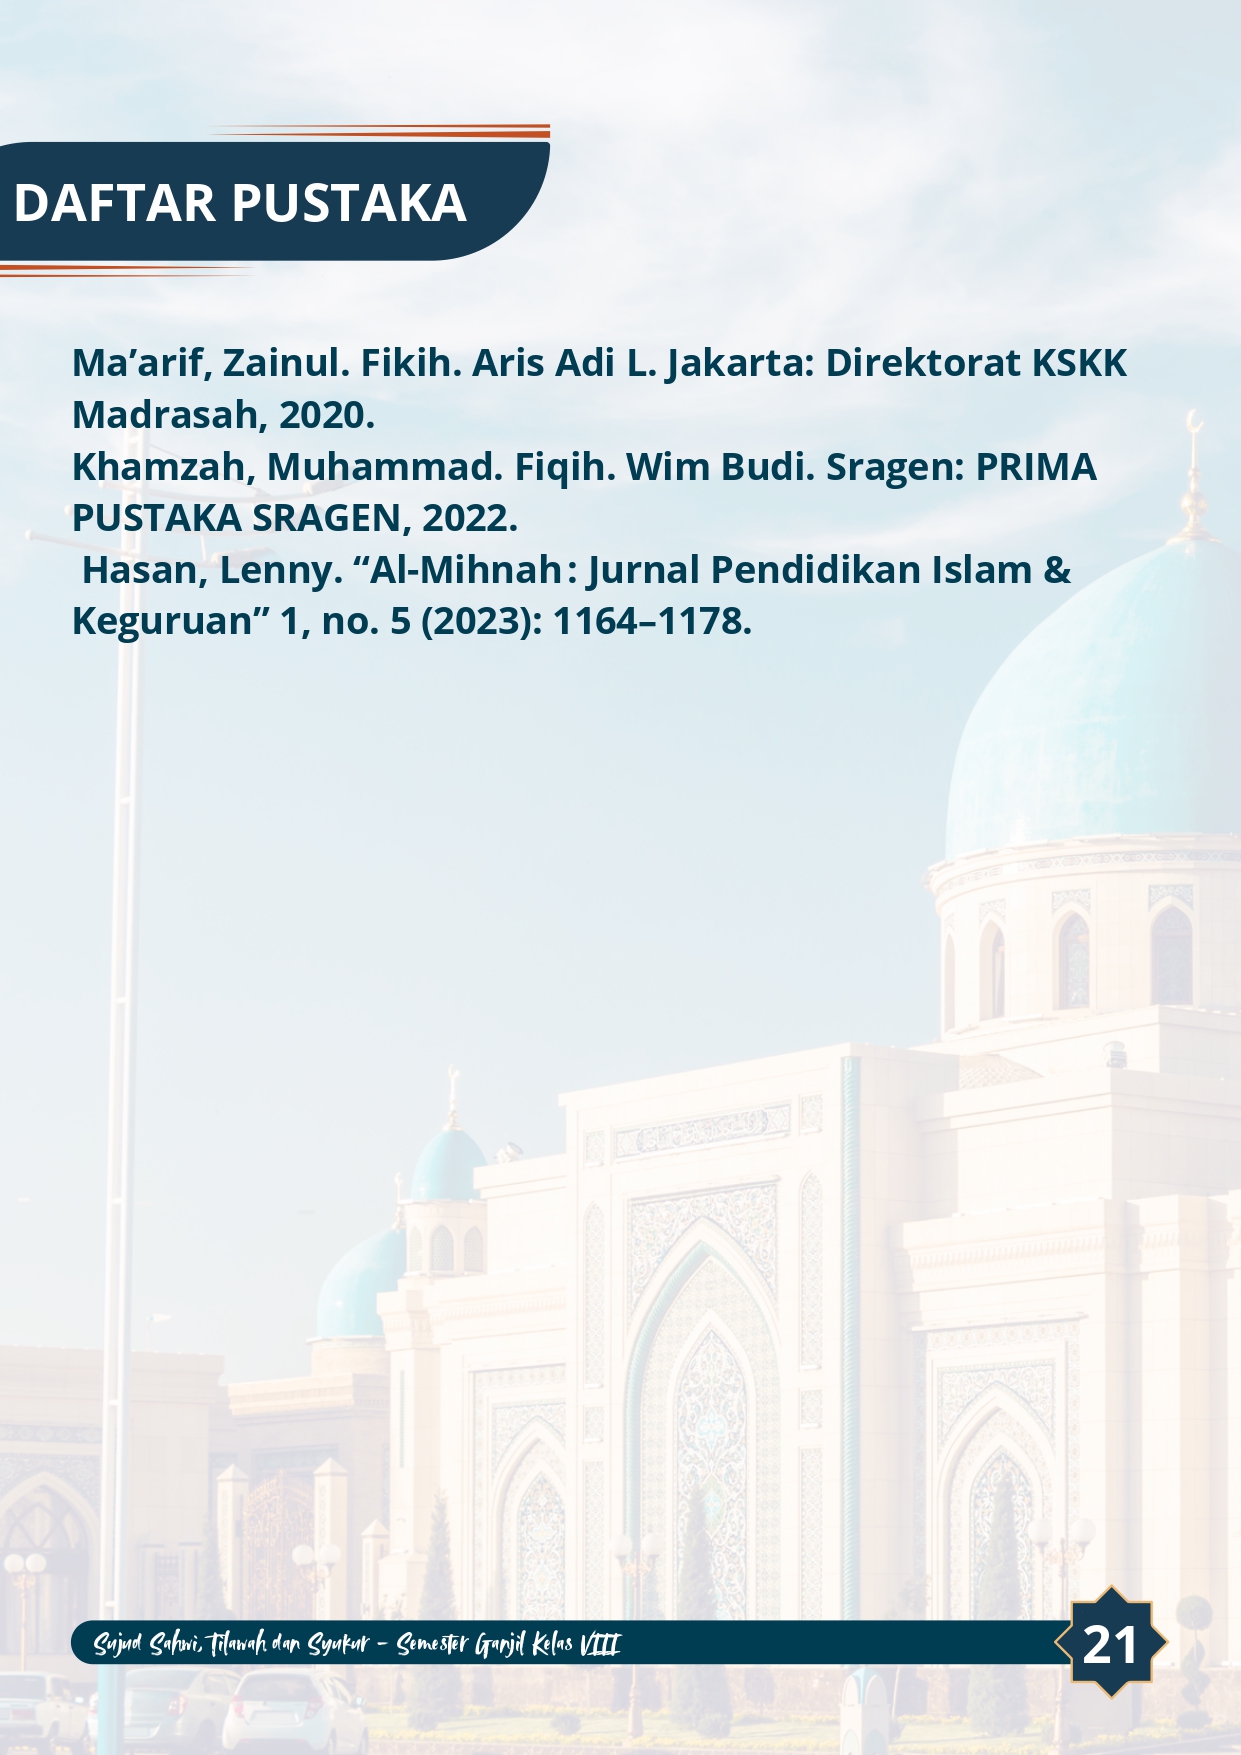 DAFTAR PUSTAKA
Ma’arif, Zainul. Fikih. Aris Adi L. Jakarta: Direktorat KSKK
Madrasah, 2020.
Khamzah, Muhammad. Fiqih. Wim Budi. Sragen: PRIMA
PUSTAKA SRAGEN, 2022.
Hasan, Lenny. “Al-Mihnah : Jurnal Pendidikan Islam &
Keguruan” 1, no. 5 (2023): 1164–1178.
Sujud Sahwi, Tilawah dan Syukur - Semester Ganjil Kelas VIII
21